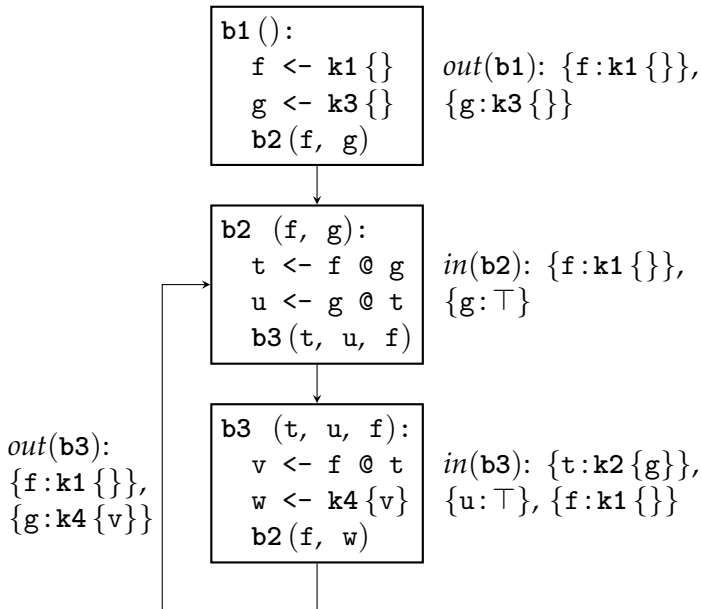 b1():
f <- k1{}
g <- k3{}
b2(f, g)
out(b1): {f:k1{}},
{g:k3{}}
b2 (f, g):
t <- f @ g
u <- g @ t
b3(t, u, f)
in(b2): {f:k1{}},
{g:⊤}
b3 (t, u, f):
v <- f @ t
w <- k4{v}
b2(f, w)
in(b3): {t:k2{g}},
{u:⊤}, {f:k1{}}
out(b3):
{f:k1{}},
{g:k4{v}}